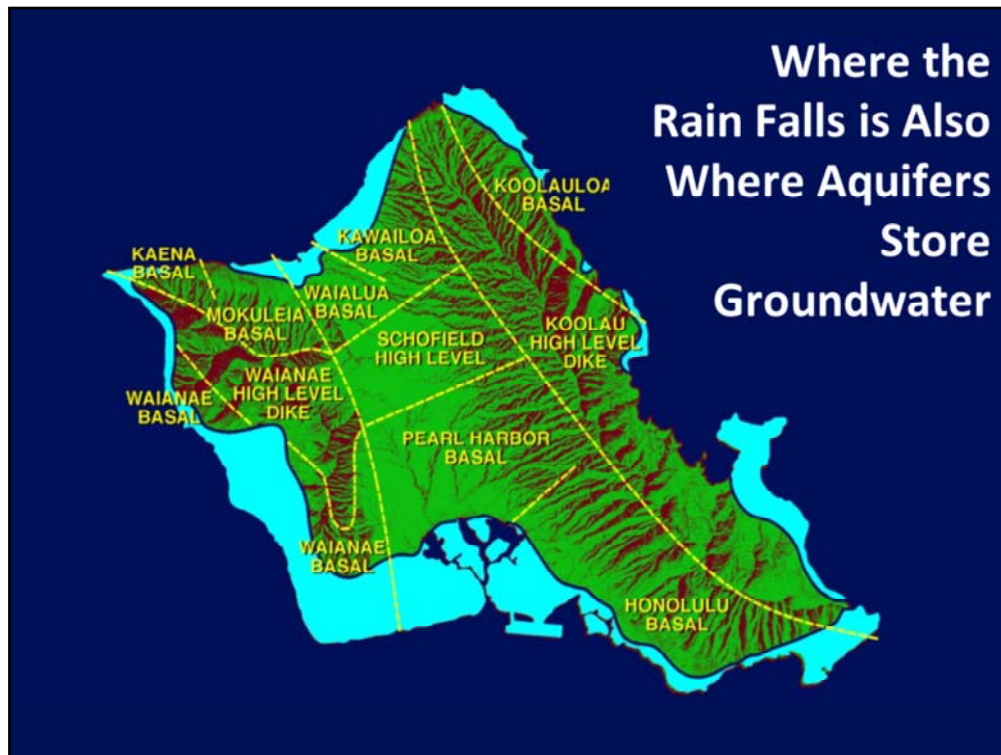 Where the
Rain Falls is Also
Where Aquifers
Store
Groundwater
KOOLAULOA
BASAL
KAWAILOA
BASAL
KAENA
BASAL
WAIALUA
BASAL
MOKULEIA
BASAL
SCHOFIELD
HIGH LEVEL
KOOLAU
HIGH LEVEL
DIKE
WAIANAE
HIGH LEVEL
DIKE
WAIANAE
BASAL
PEARL HARBOR
BASAL
WAIANAE
BASAL
HONOLULU
BASAL